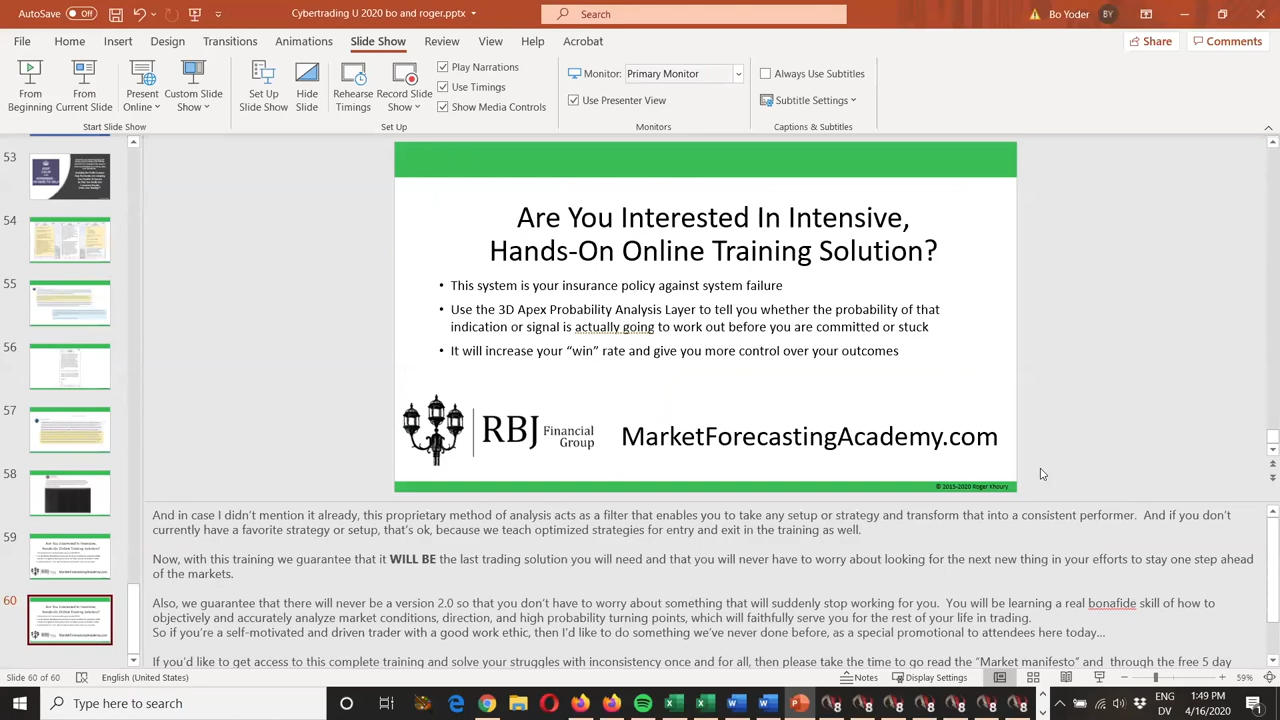 AutoSave Off Cybertrading U 2020 bo and roger.pptx Search Bo Yoder BY
File Home Insert Design Transitions Animations Slide Show Review View Help Acrobat Share Comments
From Beginning
From Current Slide
Present Online
Custom Slide Show
Set Up Slide Show
Hide Slide
Rehearse Timings
Record Slide Show
Play Narrations
Use Timings
Show Media Controls
Monitor: Primary Monitor
Use Presenter View
Always Use Subtitles
Subtitle Settings
Start Slide Show Set Up Monitors Captions & Subtitles
53
54
55
56
57
58
59
60
Are You Interested In Intensive,
Hands-On Online Training Solution?
• This system is your insurance policy against system failure
• Use the 3D Apex Probability Analysis Layer to tell you whether the probability of that
indication or signal is actually going to work out before you are committed or stuck
• It will increase your “win” rate and give you more control over your outcomes
RBJ Financial Group
MarketForecastingAcademy.com
© 2015-2020 Roger Khoury
And in case I didn’t mention it already, this proprietary method of analysis acts as a filter that enables you to take any setup or strategy and transform that into a consistent performer. And if you don’t
currently have a favorite strategy or setup, that’s ok, because we teach optimized strategies for entry and exit in the training as well.
Now, with this training we guarantee that it WILL BE the last trading solution you will need and that you will never have to worry about looking for the next new thing in your efforts to stay one step ahead
of the markets.
Also, we guarantee that there will never be a version 2.0 so that you don’t have to worry about something that will suddenly stop working for you. You will be learning a real bonafide skill of how to
objectively and accurately analyze market conditions, direction, and high probability turning points, which will faithfully serve you for the rest of your life in trading.
So if you’re a self-motivated and driven trader with a good work ethic, then I’d like to do something we’ve never done before, as a special promotional to attendees here today…
If you’d like to get access to this complete training and solve your struggles with inconsistency once and for all, then please take the time to go read the “Market manifesto” and through the free 5 day
Slide 60 of 60 English (United States) Notes Display Settings 59%
Type here to search
ENG
DV
1:49 PM
4/16/2020